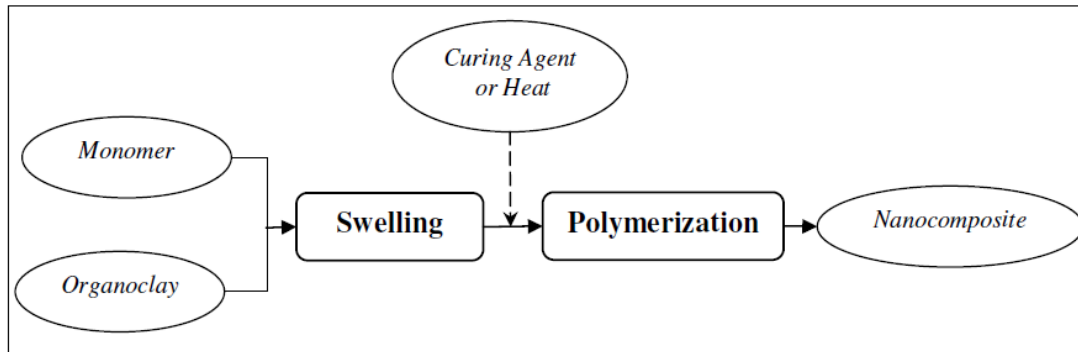 Curing Agent
or Heat
Monomer
Swelling
Polymerization
Nanocomposite
Organoclay